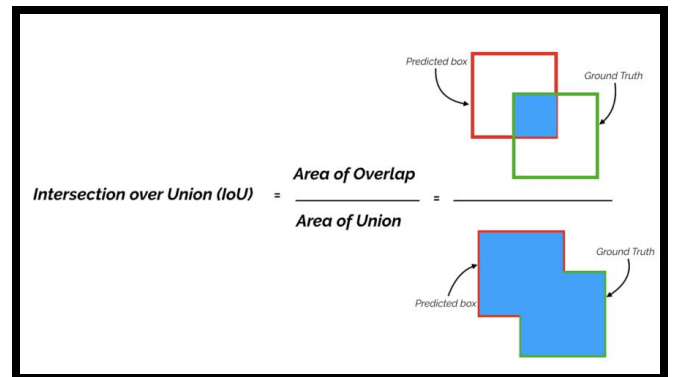 Predicted box
Ground Truth
Intersection over Union (IoU) = Area of Overlap =
Area of Union
Ground Truth
Predicted box